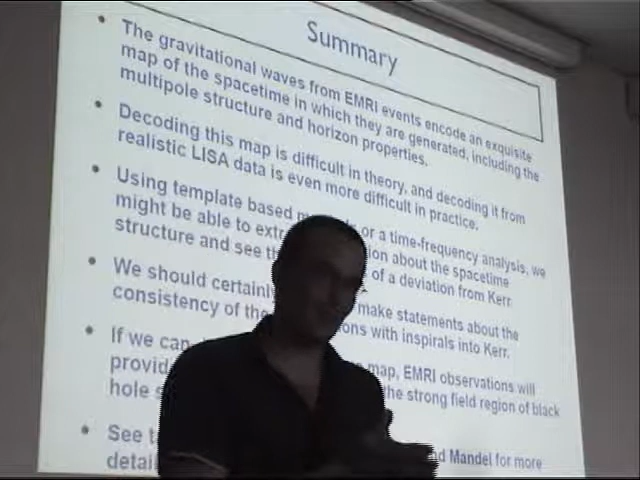 Summary
• The gravitational waves from EMRI events encode an exquisite
map of the spacetime in which they are generated, including the
multipole structure and horizon properties.
• Decoding this map is difficult in theory, and decoding it from
realistic LISA data is even more difficult in practice.
• Using template based or a time-frequency analysis, we
might be able to about the spacetime
structure and see of a deviation from Kerr
• We should certainly make statements about the
consistency of the with inspirals into Kerr.
• If we can map, EMRI observations will
the strong field region of black
hole
• See and Mandel for more